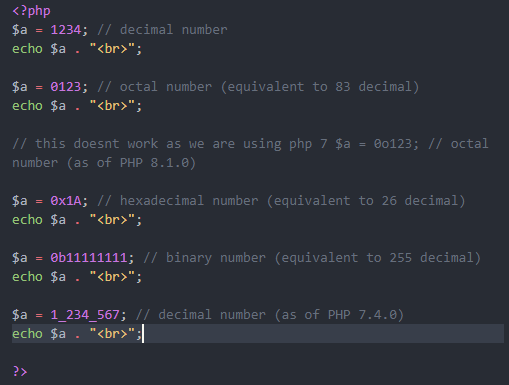 <?php
$a = 1234; // decimal number
echo $a . "<br>";
$a = 0123; // octal number (equivalent to 83 decimal)
echo $a . "<br>";
// this doesnt work as we are using php 7 $a = 0o123; // octal
number (as of PHP 8.1.0)
$a = 0x1A; // hexadecimal number (equivalent to 26 decimal)
echo $a . "<br>";
$a = 0b11111111; // binary number (equivalent to 255 decimal)
echo $a . "<br>";
$a = 1_234_567; // decimal number (as of PHP 7.4.0)
echo $a . "<br>";
?>